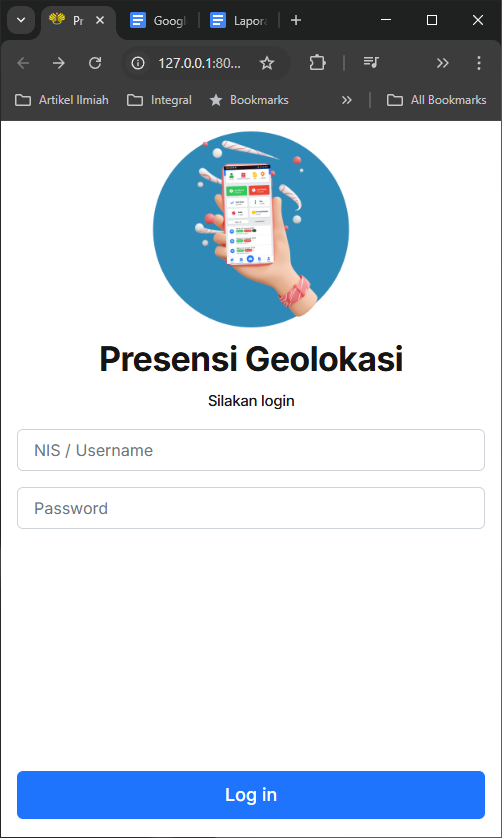 Pr
Googl
Lapora
127.0.0.1:80...
Artikel Ilmiah
Integral
Bookmarks
All Bookmarks
Presensi Geolokasi
Silakan login
NIS / Username
Password
Log in